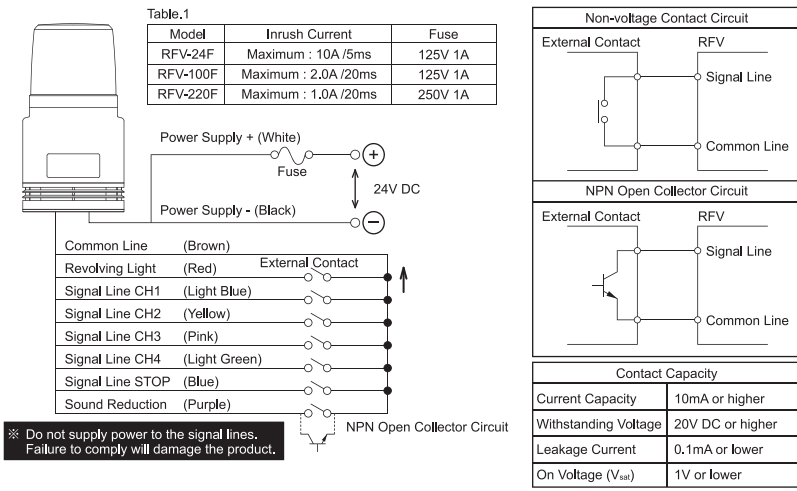 Table.1
Model Inrush Current Fuse
RFV-24F Maximum : 10A /5ms 125V 1A
RFV-100F Maximum : 2.0A /20ms 125V 1A
RFV-220F Maximum : 1.0A /20ms 250V 1A
Power Supply + (White)
Fuse
24V DC
Power Supply - (Black)
Common Line (Brown)
Revolving Light (Red) External Contact
Signal Line CH1 (Light Blue)
Signal Line CH2 (Yellow)
Signal Line CH3 (Pink)
Signal Line CH4 (Light Green)
Signal Line STOP (Blue)
Sound Reduction (Purple)
NPN Open Collector Circuit
※ Do not supply power to the signal lines.
Failure to comply will damage the product.
Non-voltage Contact Circuit
External Contact RFV
Signal Line
Common Line
NPN Open Collector Circuit
External Contact RFV
Signal Line
Common Line
Contact Capacity
Current Capacity 10mA or higher
Withstanding Voltage 20V DC or higher
Leakage Current 0.1mA or lower
On Voltage (Vsat) 1V or lower